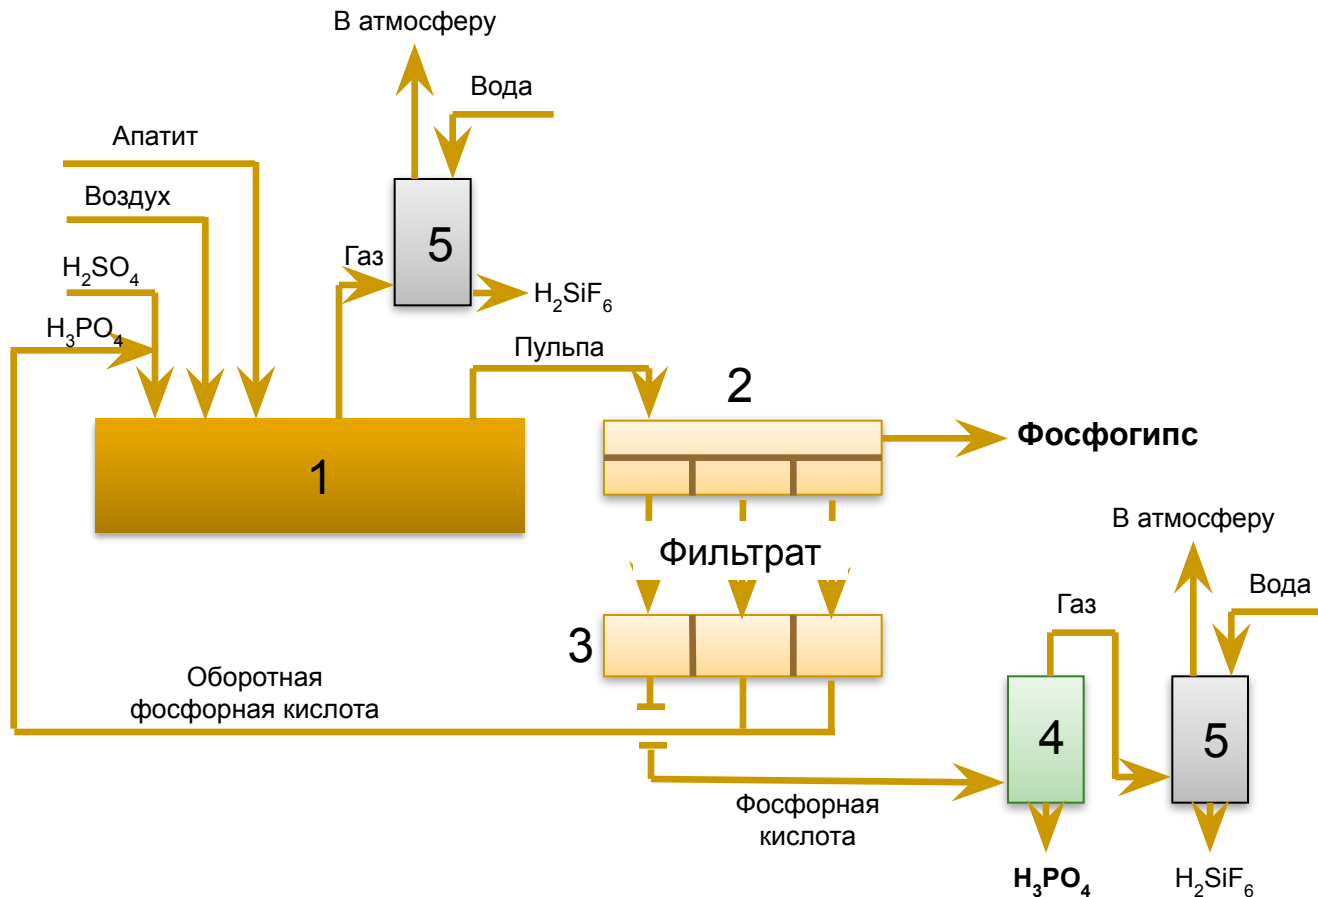 В атмосферу
Вода
Апатит
Воздух
H₂SO₄
H₃PO₄
Газ
5
H₂SiF₆
Пульпа
1
2
Фосфогипс
Фильтрат
3
Оборотная
фосфорная кислота
Фосфорная
кислота
В атмосферу
Вода
Газ
4
5
H₃PO₄
H₂SiF₆